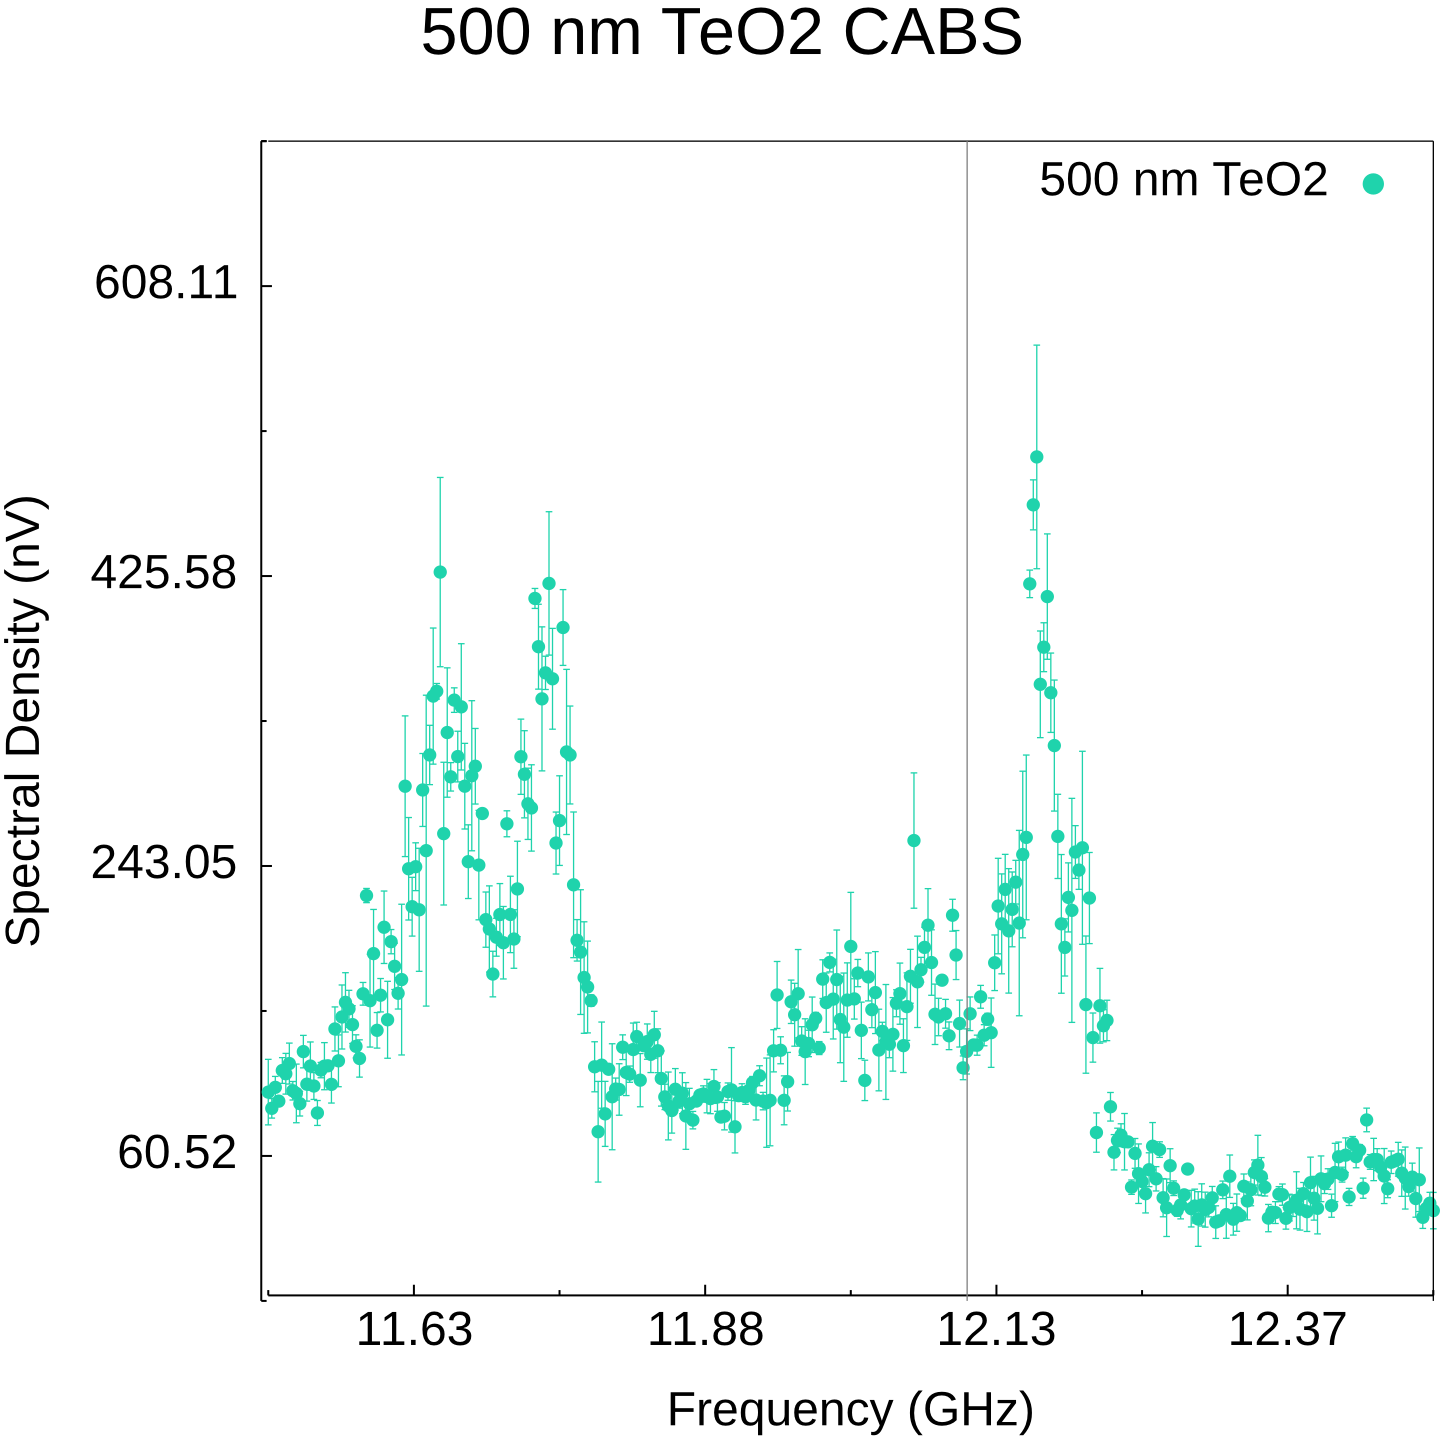 500 nm TeO2 CABS
500 nm TeO2
608.11
425.58
243.05
60.52
Spectral Density (nV)
11.63
11.88
12.13
12.37
Frequency (GHz)